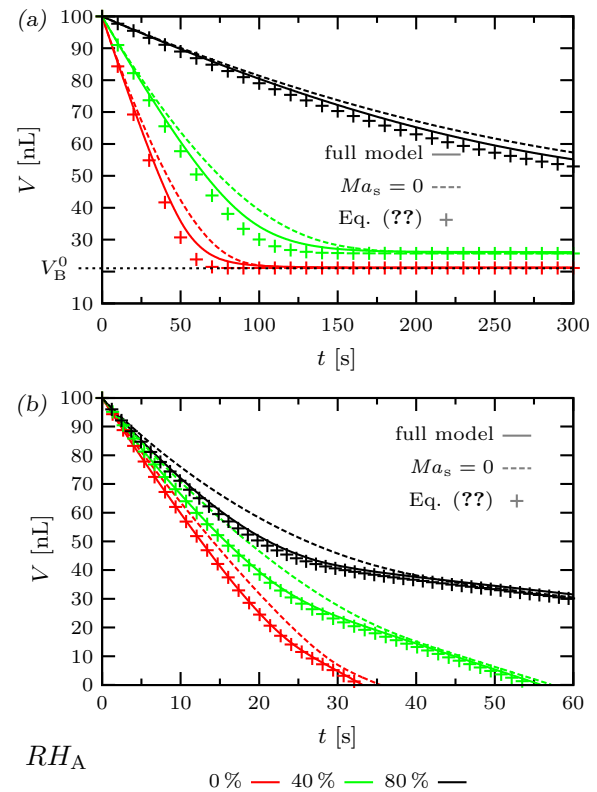 (a)
100
90
80
70
60
50
40
30
20
10
V [nL]
V_B^0
full model
Ma_s = 0
Eq. (??)
0 50 100 150 200 250 300
t [s]
(b)
100
90
80
70
60
50
40
30
20
10
0
V [nL]
full model
Ma_s = 0
Eq. (??)
0 10 20 30 40 50 60
t [s]
RH_A
0 % 40 % 80 %